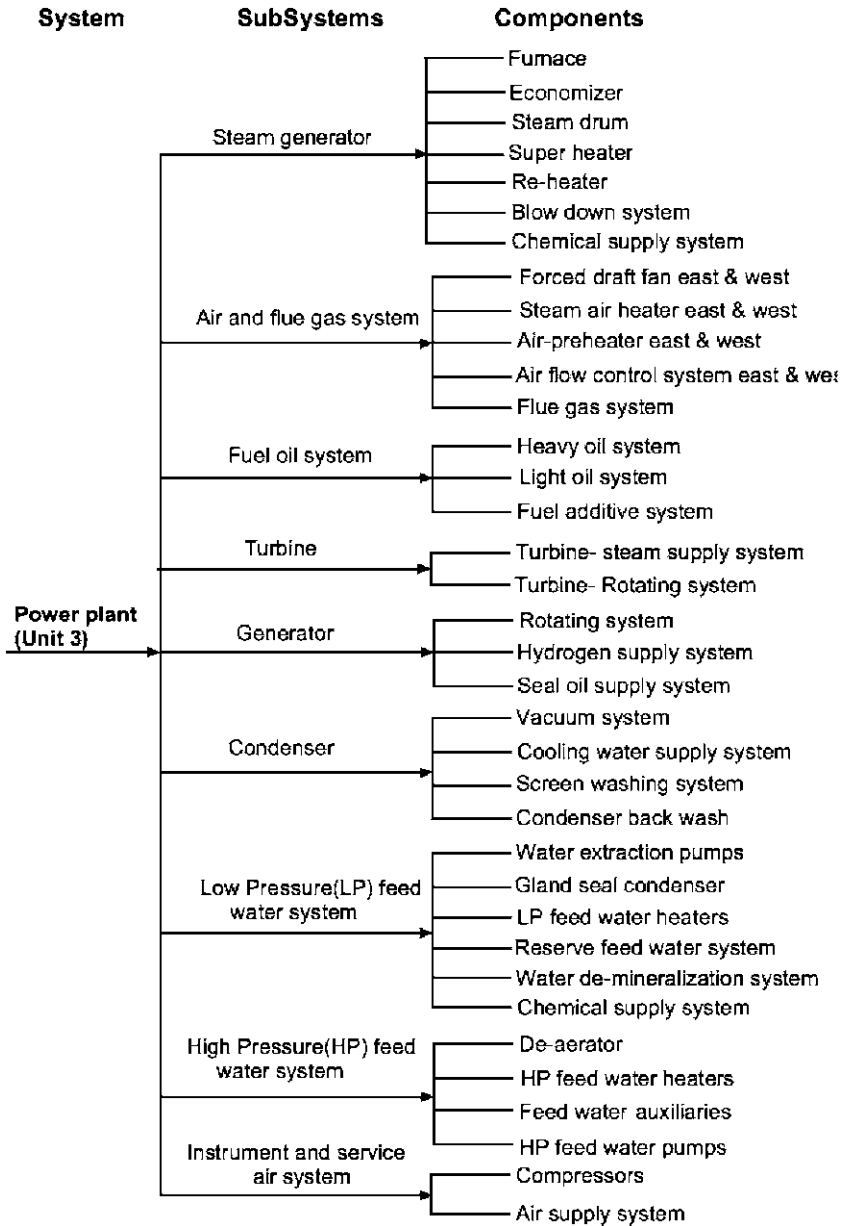 System SubSystems Components
Furnace
Economizer
Steam drum
Steam generator
Super heater
Re-heater
Blow down system
Chemical supply system
Forced draft fan east & west
Steam air heater east & west
Air and flue gas system
Air-preheater east & west
Air flow control system east & wes
Flue gas system
Heavy oil system
Fuel oil system
Light oil system
Fuel additive system
Turbine
Turbine- steam supply system
Turbine- Rotating system
Power plant
(Unit 3)
Generator
Rotating system
Hydrogen supply system
Seal oil supply system
Vacuum system
Condenser
Cooling water supply system
Screen washing system
Condenser back wash
Water extraction pumps
Low Pressure(LP) feed
water system
Gland seal condenser
LP feed water heaters
Reserve feed water system
Water de-mineralization system
Chemical supply system
High Pressure(HP) feed
water system
De-aerator
HP feed water heaters
Feed water auxiliaries
HP feed water pumps
Instrument and service
air system
Compressors
Air supply system